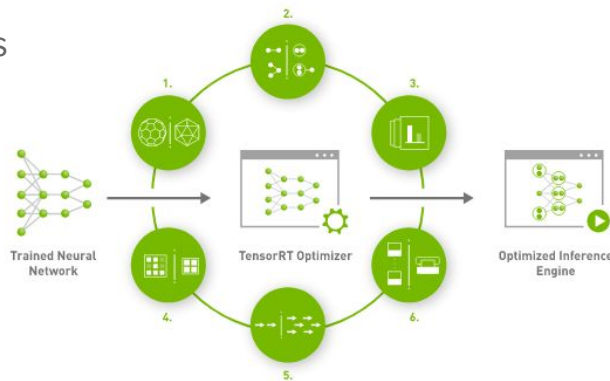 s
2.
1.
3.
Trained Neural
Network
TensorRT Optimizer
Optimized Inference
Engine
4.
6.
5.